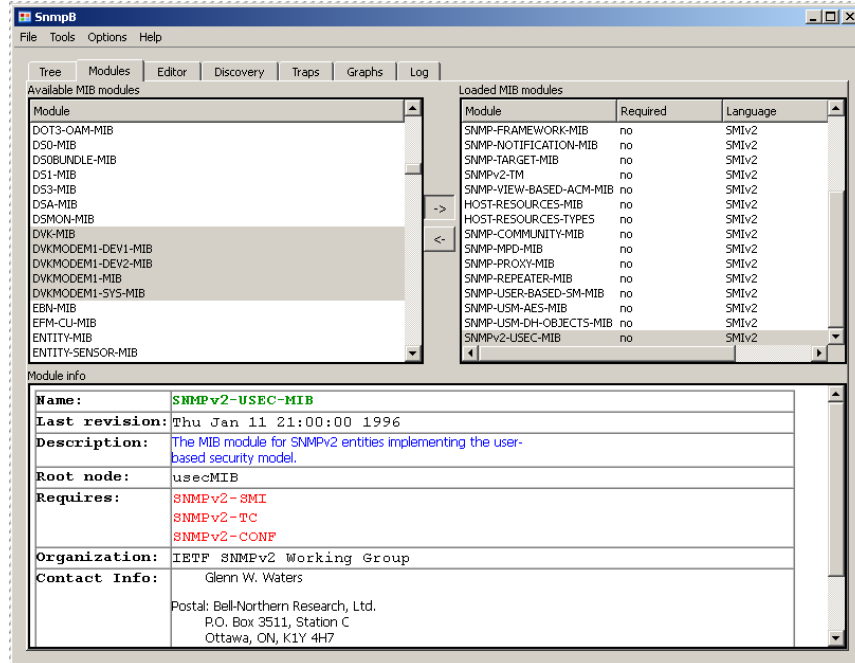 SnmpB
File Tools Options Help
Tree Modules Editor Discovery Traps Graphs Log
Available MIB modules
Module
DOT3-OAM-MIB
DS0-MIB
DS0BUNDLE-MIB
DS1-MIB
DS3-MIB
DSA-MIB
DSMON-MIB
DVK-MIB
DVKMODEM1-DEV1-MIB
DVKMODEM1-DEV2-MIB
DVKMODEM1-MIB
DVKMODEM1-SYS-MIB
EBN-MIB
EFM-CU-MIB
ENTITY-MIB
ENTITY-SENSOR-MIB
->
<-
Loaded MIB modules
Module Required Language
SNMP-FRAMEWORK-MIB no SMIv2
SNMP-NOTIFICATION-MIB no SMIv2
SNMP-TARGET-MIB no SMIv2
SNMPv2-TM no SMIv2
SNMP-VIEW-BASED-ACM-MIB no SMIv2
HOST-RESOURCES-MIB no SMIv2
HOST-RESOURCES-TYPES no SMIv2
SNMP-COMMUNITY-MIB no SMIv2
SNMP-MPD-MIB no SMIv2
SNMP-PROXY-MIB no SMIv2
SNMP-REPEATER-MIB no SMIv2
SNMP-USER-BASED-SM-MIB no SMIv2
SNMP-USM-AES-MIB no SMIv2
SNMP-USM-DH-OBJECTS-MIB no SMIv2
SNMPv2-USEC-MIB no SMIv2
Module info
Name: SNMPv2-USEC-MIB
Last revision: Thu Jan 11 21:00:00 1996
Description: The MIB module for SNMPv2 entities implementing the user-
based security model.
Root node: usecMIB
Requires: SNMPv2-SMI
SNMPv2-TC
SNMPv2-CONF
Organization: IETF SNMPv2 Working Group
Contact Info: Glenn W. Waters
Postal: Bell-Northern Research, Ltd.
P.O. Box 3511, Station C
Ottawa, ON, K1Y 4H7